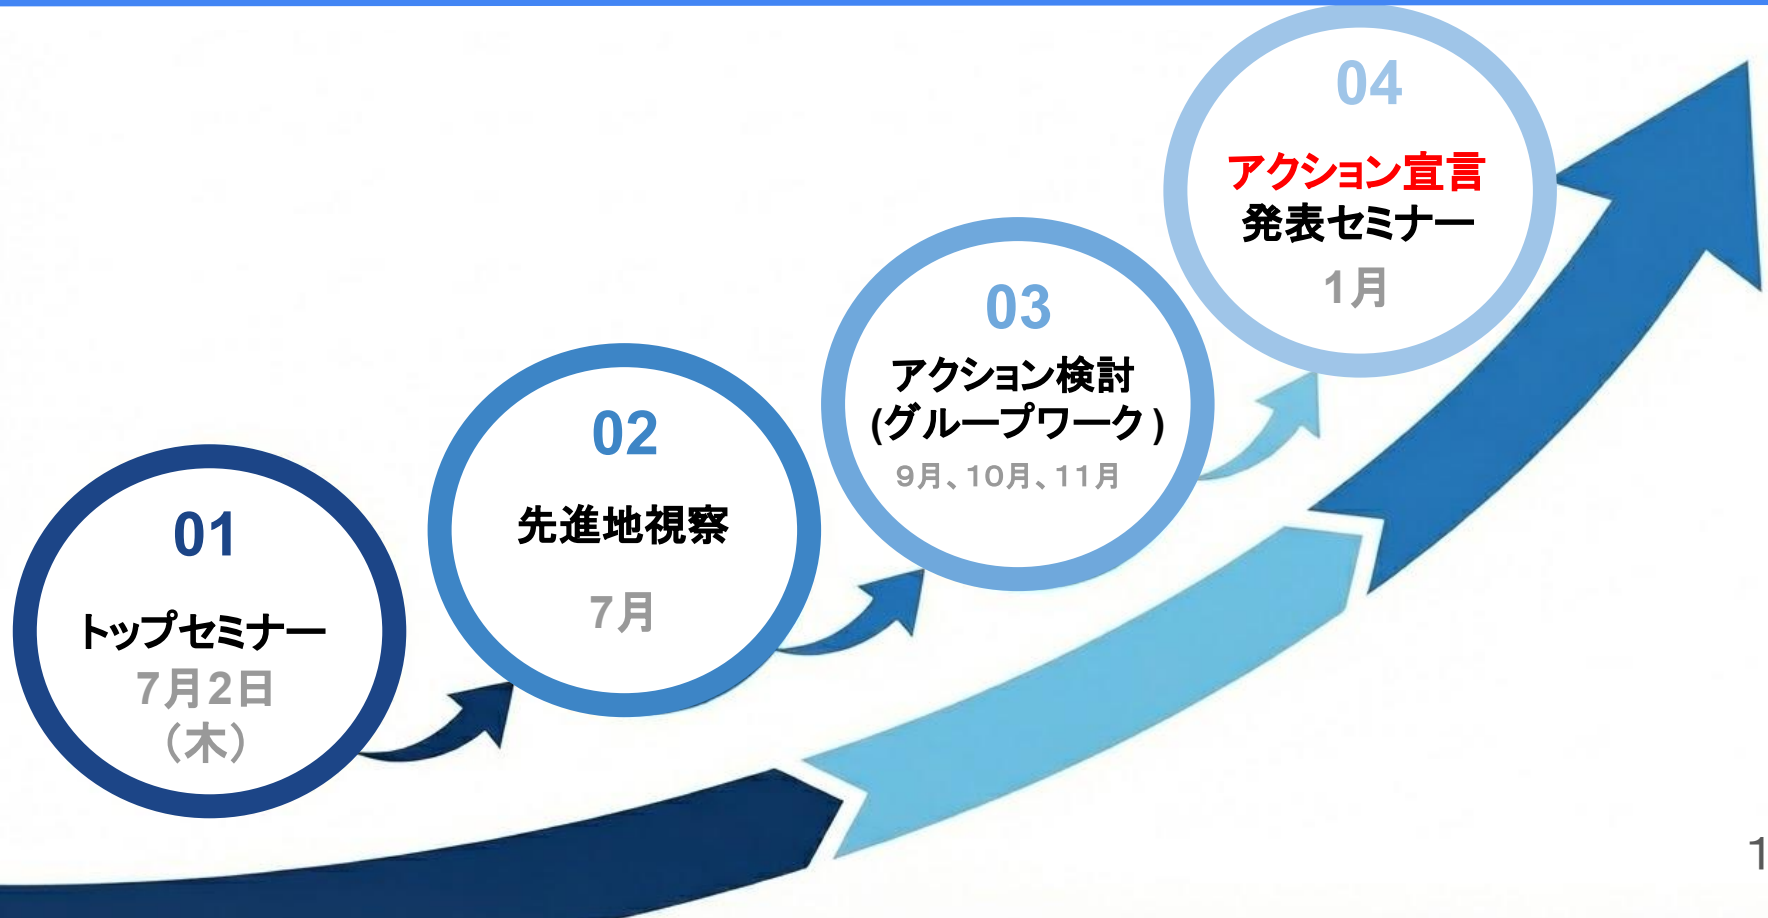 01
トップセミナー
7月2日
（木）
02
先進地視察
7月
03
アクション検討
(グループワーク)
9月、10月、11月
04
アクション宣言
発表セミナー
1月
1